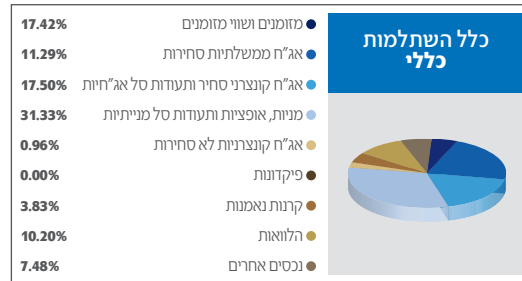 כלל השתלמות
כללי
מזומנים ושווי מזומנים 17.42%
אג"ח ממשלתיות סחירות 11.29%
אג"ח קונצרני סחיר ותעודות סל אג"חיות 17.50%
מניות, אופציות ותעודות סל מנייתיות 31.33%
אג"ח קונצרניות לא סחירות 0.96%
פיקדונות 0.00%
קרנות נאמנות 3.83%
הלוואות 10.20%
נכסים אחרים 7.48%